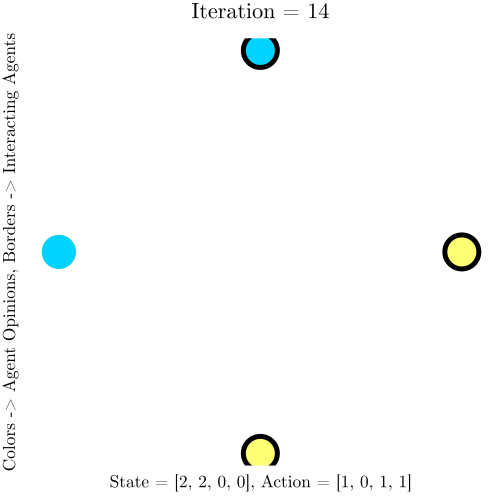 Iteration = 14
Colors -> Agent Opinions, Borders -> Interacting Agents
State = [2, 2, 0, 0], Action = [1, 0, 1, 1]